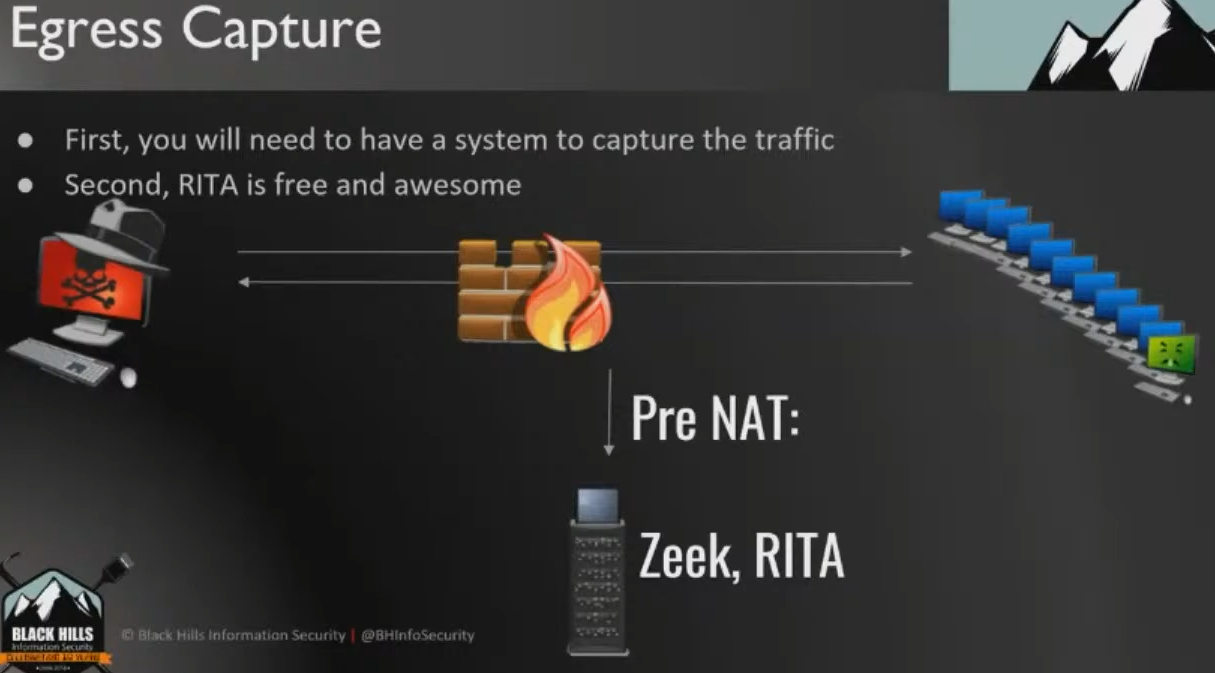 Egress Capture
● First, you will need to have a system to capture the traffic
● Second, RITA is free and awesome
Pre NAT:
Zeek, RITA
BLACK HILLS
Information Security
© Black Hills Information Security | @BHInfoSecurity